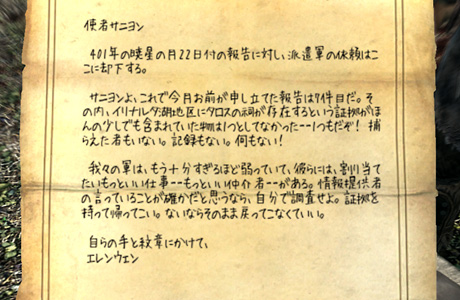 使者サニヨン
401年の暁星の月22日付の報告に対し、派遣軍の依頼はこ
こに却下する。
サニヨンよ、これで今月お前が申し立てた報告は7件目だ。そ
の内、イリナルタ湖地区にタロスの祠が存在するという証拠がほ
んの少しでも含まれていた物は1つとしてなかった--1つもだぞ! 捕
らえた者もいない。記録もない。何もない!
我々の軍は、もう十分すぎるほど弱っていて、彼らには、割り当て
たいもっといい仕事--もっといい仲介者--がある。情報提供者
の言っていることが確かだと思うなら、自分で調査せよ。証拠を
持って帰ってこい。ないならそのまま戻ってこなくていい。
自らの手と紋章にかけて、
エレンウェン